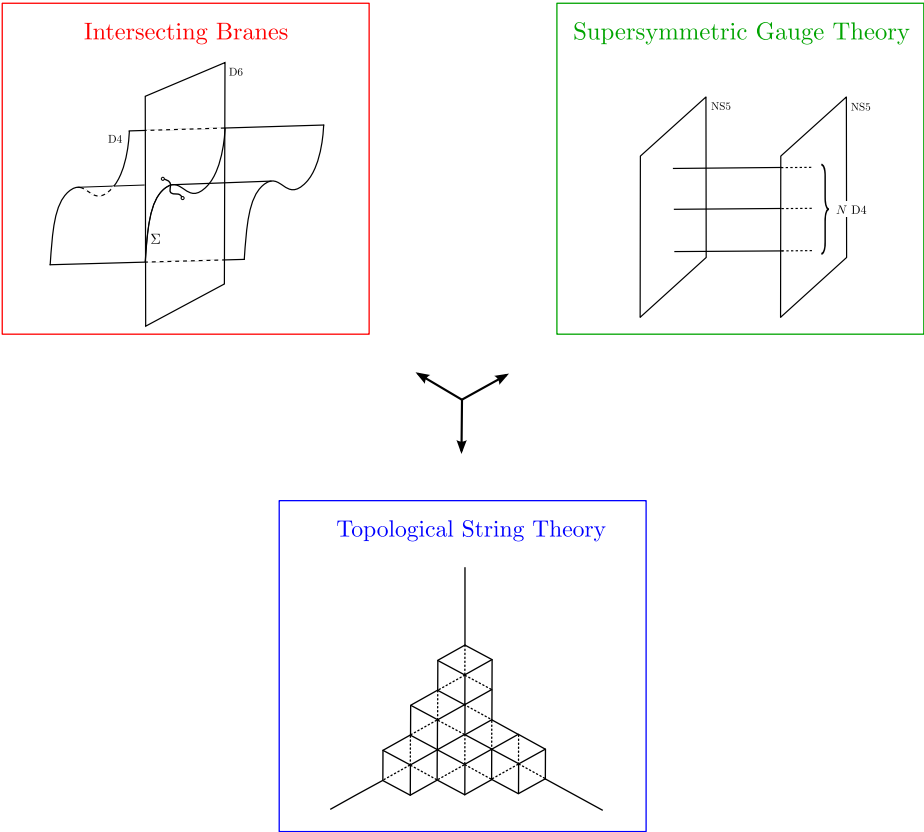 Intersecting Branes
D6
D4
Σ
Supersymmetric Gauge Theory
NS5
NS5
N D4
Topological String Theory